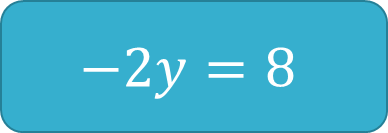 −2𝑦 = 8